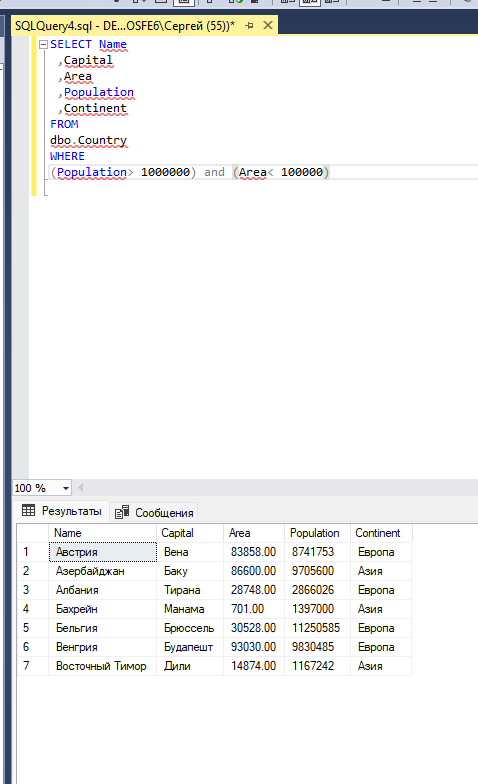 SQLQuery4.sql - DE...OSFE6\Сергей (55))*
SELECT Name
,Capital
,Area
,Population
,Continent
FROM
dbo.Country
WHERE
(Population> 1000000) and (Area< 100000)
100 %
Результаты Сообщения
Name Capital Area Population Continent
1 Австрия Вена 83858.00 8741753 Европа
2 Азербайджан Баку 86600.00 9705600 Азия
3 Албания Тирана 28748.00 2866026 Европа
4 Бахрейн Манама 701.00 1397000 Азия
5 Бельгия Брюссель 30528.00 11250585 Европа
6 Венгрия Будапешт 93030.00 9830485 Европа
7 Восточный Тимор Дили 14874.00 1167242 Азия